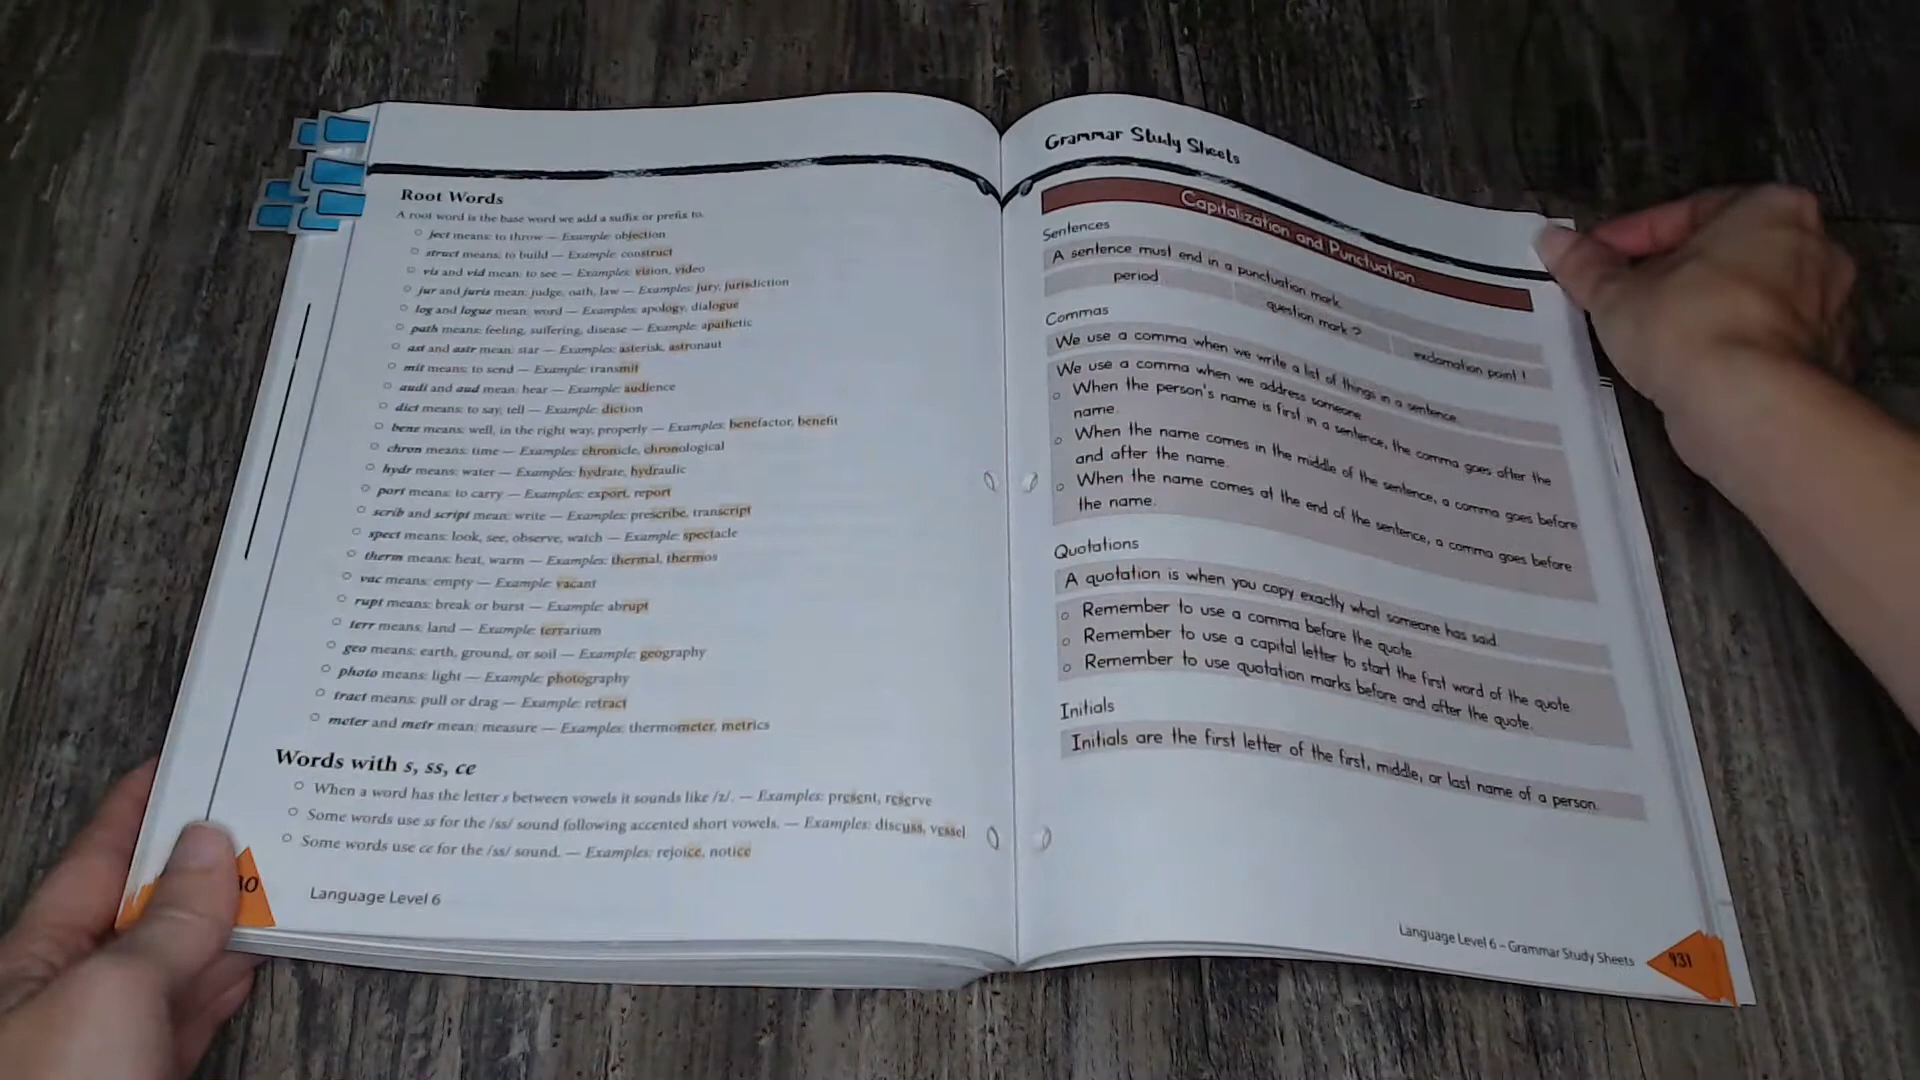 Root Words
A root word is the base word we add a suffix or prefix to.
ject means: to throw — Example: objection
struct means: to build — Example: construct
vis and vid mean: to see — Examples: vision, video
jur and juris mean: judge, oath, law — Examples: jury, jurisdiction
log and logue mean: word — Examples: apology, dialogue
path means: feeling, suffering, disease — Example: apathetic
ast and astr mean: star — Examples: asterisk, astronaut
mit means: to send — Example: transmit
audi and aud mean: hear — Example: audience
dict means: to say, tell — Example: diction
bene means: well, in the right way, properly — Examples: benefactor, benefit
chron means: time — Examples: chronicle, chronological
hydr means: water — Examples: hydrate, hydraulic
port means: to carry — Examples: export, report
scrib and script mean: write — Examples: prescribe, transcript
spect means: look, see, observe, watch — Example: spectacle
therm means: heat, warm — Examples: thermal, thermos
vac means: empty — Example: vacant
rupt means: break or burst — Example: abrupt
terr means: land — Example: terrarium
geo means: earth, ground, or soil — Example: geography
photo means: light — Example: photography
tract means: pull or drag — Example: retract
meter and metr mean: measure — Examples: thermometer, metrics
Words with s, ss, ce
When a word has the letter s between vowels it sounds like /z/. — Examples: present, reserve
Some words use ss for the /ss/ sound following accented short vowels. — Examples: discuss, vessel
Some words use ce for the /ss/ sound. — Examples: rejoice, notice
30
Language Level 6
Grammar Study Sheets
Capitalization and Punctuation
Sentences
A sentence must end in a punctuation mark.
period . question mark ? exclamation point !
Commas
We use a comma when we write a list of things in a sentence.
We use a comma when we address someone.
When the person's name is first in a sentence, the comma goes after the
name.
When the name comes in the middle of the sentence, a comma goes before
and after the name.
When the name comes at the end of the sentence, a comma goes before
the name.
Quotations
A quotation is when you copy exactly what someone has said.
Remember to use a comma before the quote.
Remember to use a capital letter to start the first word of the quote.
Remember to use quotation marks before and after the quote.
Initials
Initials are the first letter of the first, middle, or last name of a person.
Language Level 6 – Grammar Study Sheets
431